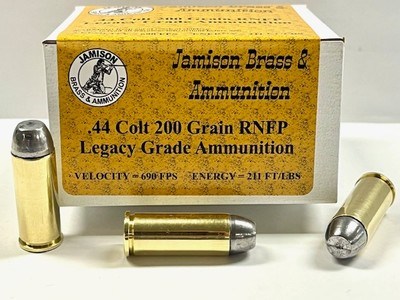 JAMISON
BRASS & AMMUNITION
Jamison Brass &
Ammunition
.44 Colt 200 Grain RNFP
Legacy Grade Ammunition
VELOCITY = 690 FPS ENERGY = 211 FT/LBS